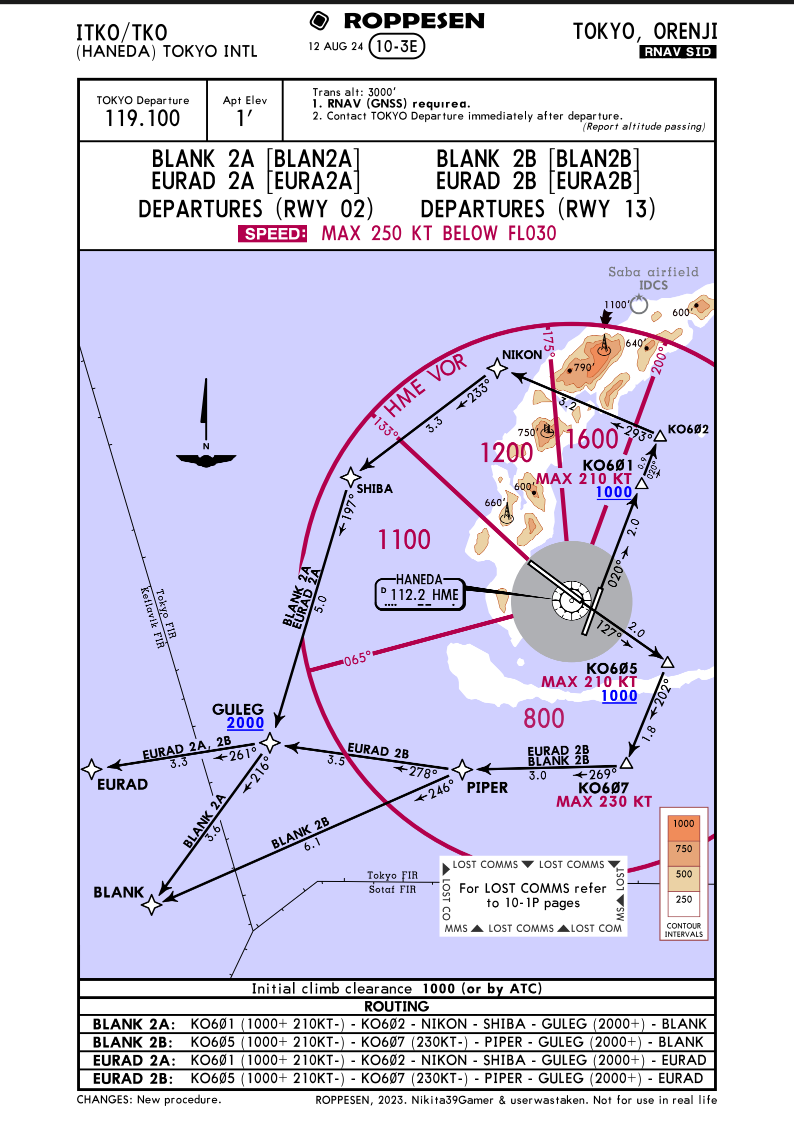 ITKO/TKO
(HANEDA) TOKYO INTL
ROPPESEN
12 AUG 24 10-3E
TOKYO, ORENJI
RNAV SID
TOKYO Departure
119.100
Apt Elev
1'
Trans alt: 3000'
1. RNAV (GNSS) required.
2. Contact TOKYO Departure immediately after departure.
(Report altitude passing)
BLANK 2A [BLAN2A]
EURAD 2A [EURA2A]
DEPARTURES (RWY 02)
BLANK 2B [BLAN2B]
EURAD 2B [EURA2B]
DEPARTURES (RWY 13)
SPEED: MAX 250 KT BELOW FL030
Saba airfield
IDCS
1100'
600'
640'
790'
750'
600'
660'
HME VOR
175°
200°
133°
065°
NIKON
3.2
293°
KO6Ø2
233°
3.3
1200
1600
KO6Ø1
MAX 210 KT
1000
0.9
020°
SHIBA
197°
1100
2.0
020°
HANEDA
D 112.2 HME
BLANK 2A
EURAD 2A
5.0
Tokyo FIR
Keflavik FIR
127°
2.0
KO6Ø5
MAX 210 KT
1000
202°
1.8
800
GULEG
2000
EURAD 2A, 2B
3.3
261°
EURAD
216°
BLANK 2A
3.6
EURAD 2B
3.5
278°
246°
PIPER
EURAD 2B
BLANK 2B
3.0
269°
KO6Ø7
MAX 230 KT
BLANK 2B
6.1
BLANK
Tokyo FIR
Sotaf FIR
LOST COMMS LOST COMMS
LOST CO
For LOST COMMS refer
to 10-1P pages
MS LOST
MMS LOST COMMS LOST COM
1000
750
500
250
CONTOUR
INTERVALS
N
Initial climb clearance 1000 (or by ATC)
ROUTING
BLANK 2A: KO6Ø1 (1000+ 210KT-) - KO6Ø2 - NIKON - SHIBA - GULEG (2000+) - BLANK
BLANK 2B: KO6Ø5 (1000+ 210KT-) - KO6Ø7 (230KT-) - PIPER - GULEG (2000+) - BLANK
EURAD 2A: KO6Ø1 (1000+ 210KT-) - KO6Ø2 - NIKON - SHIBA - GULEG (2000+) - EURAD
EURAD 2B: KO6Ø5 (1000+ 210KT-) - KO6Ø7 (230KT-) - PIPER - GULEG (2000+) - EURAD
CHANGES: New procedure.
ROPPESEN, 2023. Nikita39Gamer & userwastaken. Not for use in real life